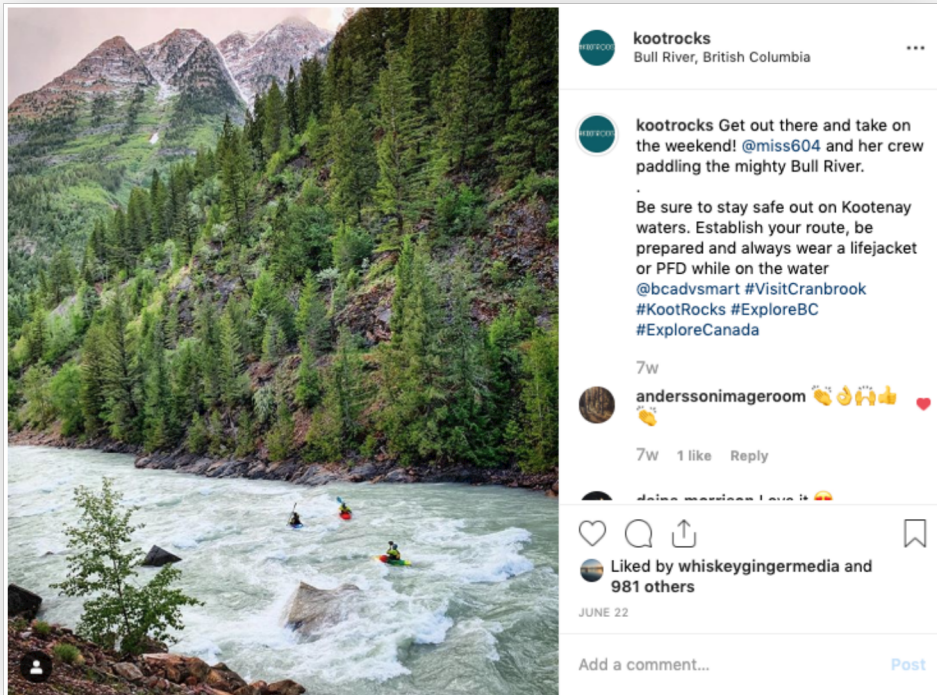 kootrocks
Bull River, British Columbia
kootrocks Get out there and take on
the weekend! @miss604 and her crew
paddling the mighty Bull River.
.
Be sure to stay safe out on Kootenay
waters. Establish your route, be
prepared and always wear a lifejacket
or PFD while on the water
@bcadvsmart #VisitCranbrook
#KootRocks #ExploreBC
#ExploreCanada
7w
anderssonimageroom 👏👌🙌👍
👏
7w 1 like Reply
Love it 😍
Liked by whiskeygingermedia and
981 others
JUNE 22
Add a comment... Post